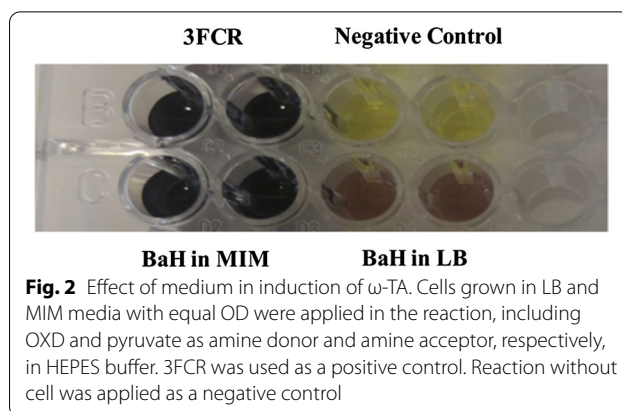 3FCR Negative Control
B
C
BaH in MIM BaH in LB
Fig. 2 Effect of medium in induction of ω-TA. Cells grown in LB and
MIM media with equal OD were applied in the reaction, including
OXD and pyruvate as amine donor and amine acceptor, respectively,
in HEPES buffer. 3FCR was used as a positive control. Reaction without
cell was applied as a negative control